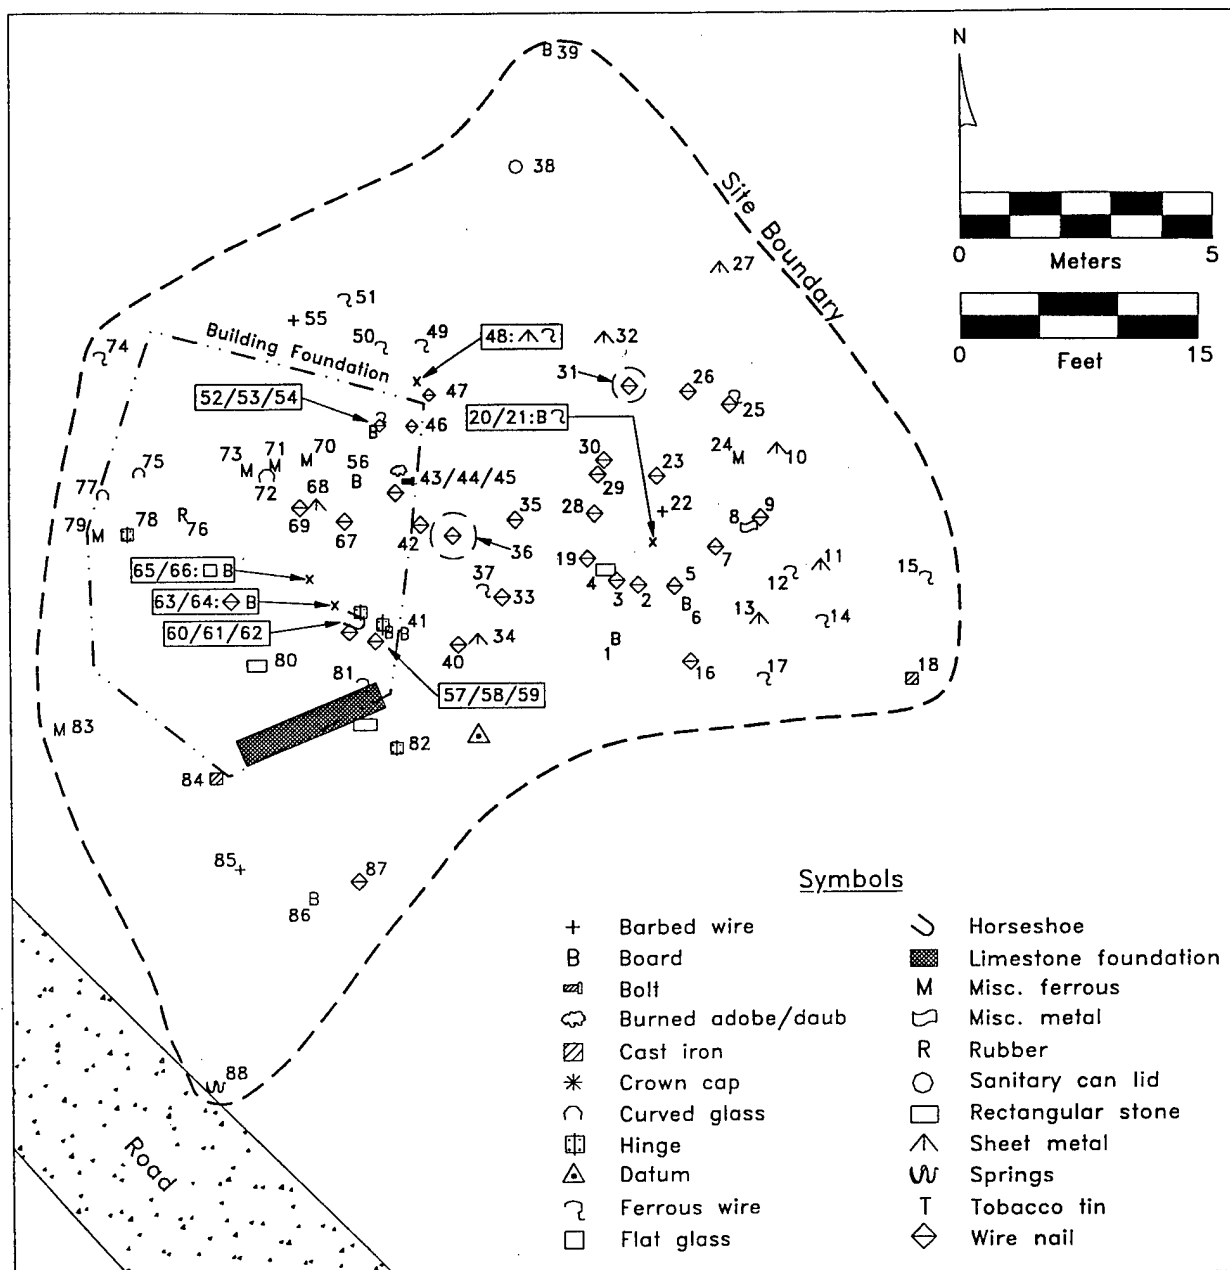 B 39
N
38
Site Boundary
27
0 5
Meters
0 15
Feet
51
55
50
49
48:
32
74
Building Foundation
31
26
47
25
52/53/54
B
46
20/21:B
30
24 M
10
73 M
71 M
M 70
56
B
43/44/45
29
23
75
72
68
28
22
9
8
77
35
79 M
78
R
76
69
67
42
36
19
7
11
65/66: B
37
4
3
2
5
12
15
63/64: B
33
B
6
13
14
60/61/62
41
B B
34
B
1
40
16
17
18
80
81
57/58/59
M 83
82
84
85
87
B
86
88
Road
Symbols
Barbed wire
B Board
Bolt
Burned adobe/daub
Cast iron
Crown cap
Curved glass
Hinge
Datum
Ferrous wire
Flat glass
Horseshoe
Limestone foundation
M Misc. ferrous
Misc. metal
R Rubber
Sanitary can lid
Rectangular stone
Sheet metal
Springs
T Tobacco tin
Wire nail